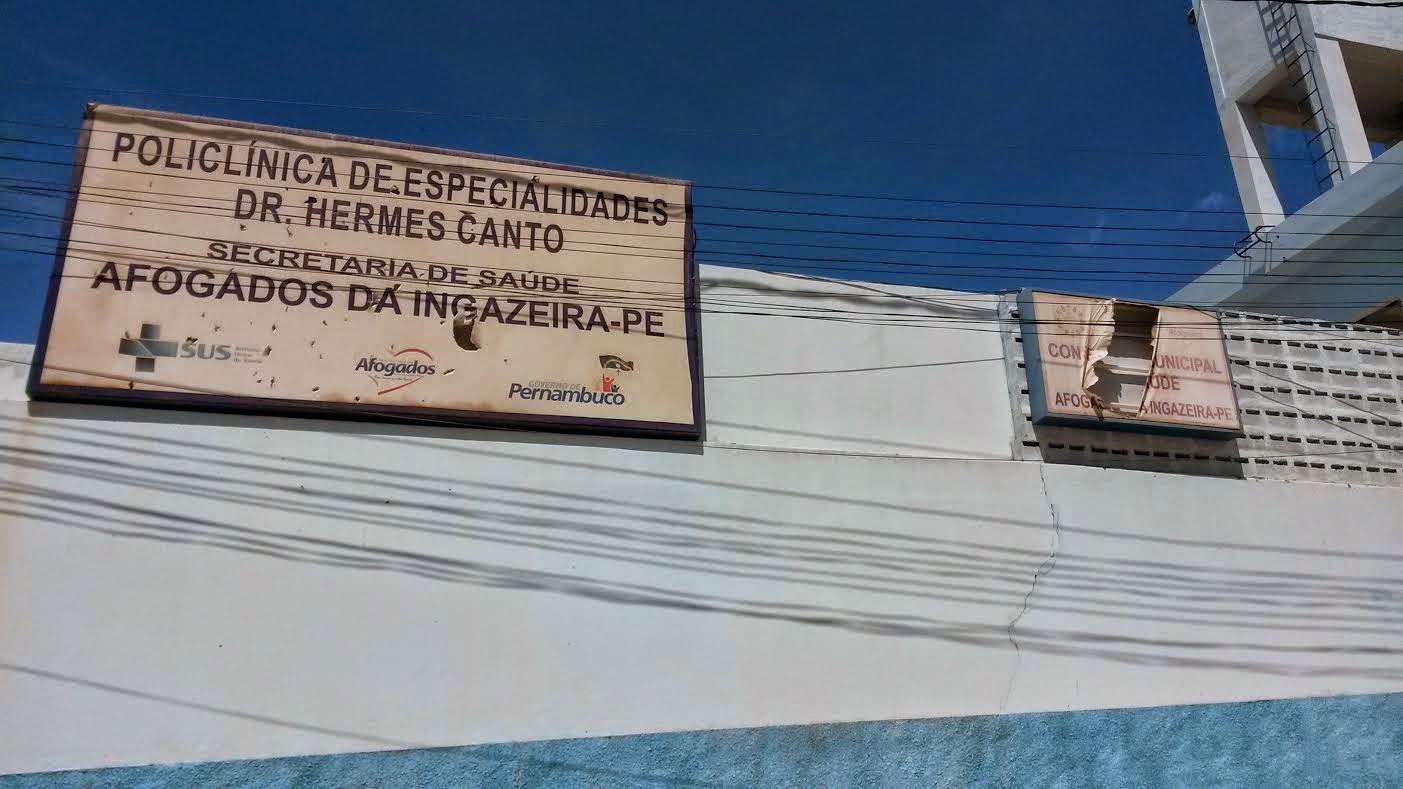 POLICLÍNICA DE ESPECIALIDADES
DR. HERMES CANTO
SECRETARIA DE SAÚDE
AFOGADOS DA INGAZEIRA-PE
SUS
Afogados
GOVERNO DE
Pernambuco
CON UNICIPAL
ÚDE
AFOGA INGAZEIRA-PE